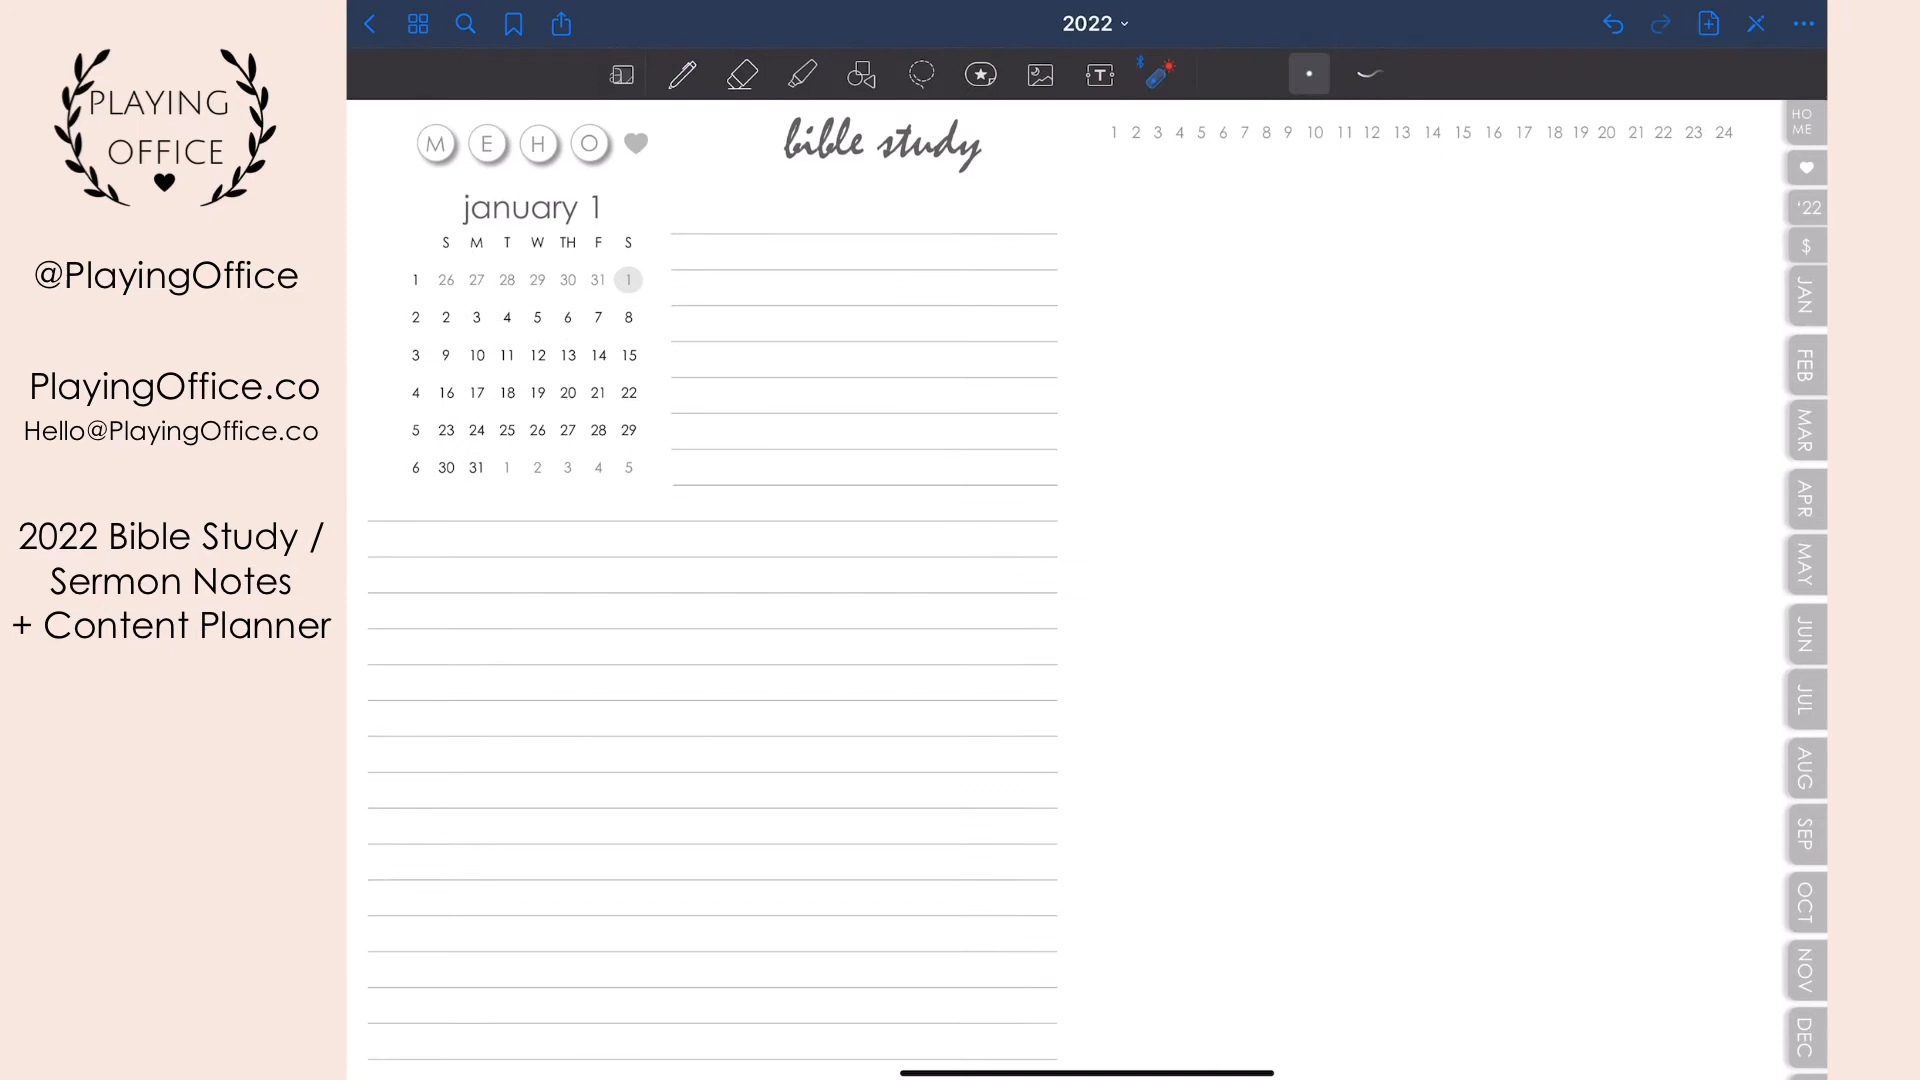 PLAYING
OFFICE
@PlayingOffice
PlayingOffice.co
Hello@PlayingOffice.co
2022 Bible Study /
Sermon Notes
+ Content Planner
2022
T
M E H O
bible study
1 2 3 4 5 6 7 8 9 10 11 12 13 14 15 16 17 18 19 20 21 22 23 24
january 1
S M T W TH F S
1 26 27 28 29 30 31 1
2 2 3 4 5 6 7 8
3 9 10 11 12 13 14 15
4 16 17 18 19 20 21 22
5 23 24 25 26 27 28 29
6 30 31 1 2 3 4 5
HO
ME
'22
$
JAN
FEB
MAR
APR
MAY
JUN
JUL
AUG
SEP
OCT
NOV
DEC